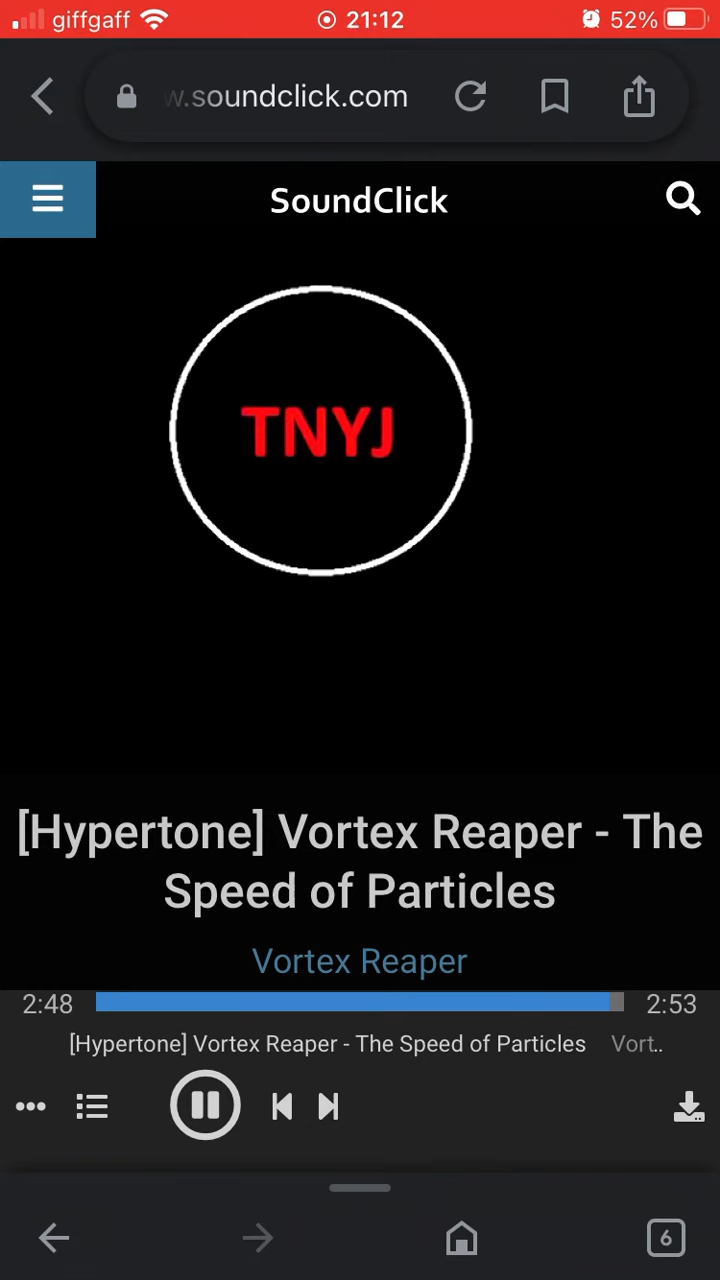 giffgaff 21:12 52%
w.soundclick.com
SoundClick
TNYJ
[Hypertone] Vortex Reaper - The
Speed of Particles
Vortex Reaper
2:48 2:53
[Hypertone] Vortex Reaper - The Speed of Particles Vort..
6